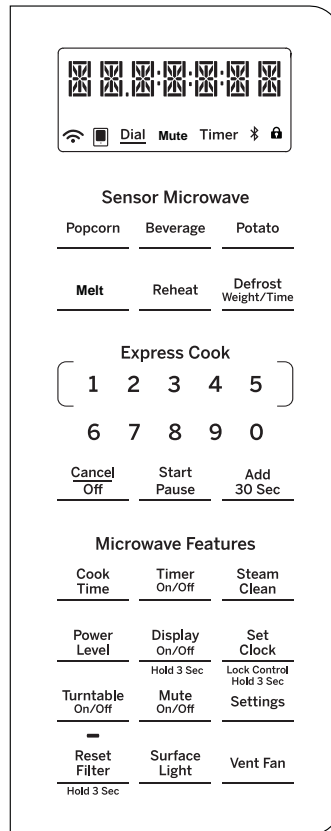 Dial Mute Timer
Sensor Microwave
Popcorn Beverage Potato
Melt Reheat Defrost
Weight/Time
Express Cook
1 2 3 4 5
6 7 8 9 0
Cancel Start Add
Off Pause 30 Sec
Microwave Features
Cook Timer Steam
Time On/Off Clean
Power Display Set
Level On/Off Clock
Hold 3 Sec Lock Control
Hold 3 Sec
Turntable Mute Settings
On/Off On/Off
Reset Surface Vent Fan
Filter Light
Hold 3 Sec